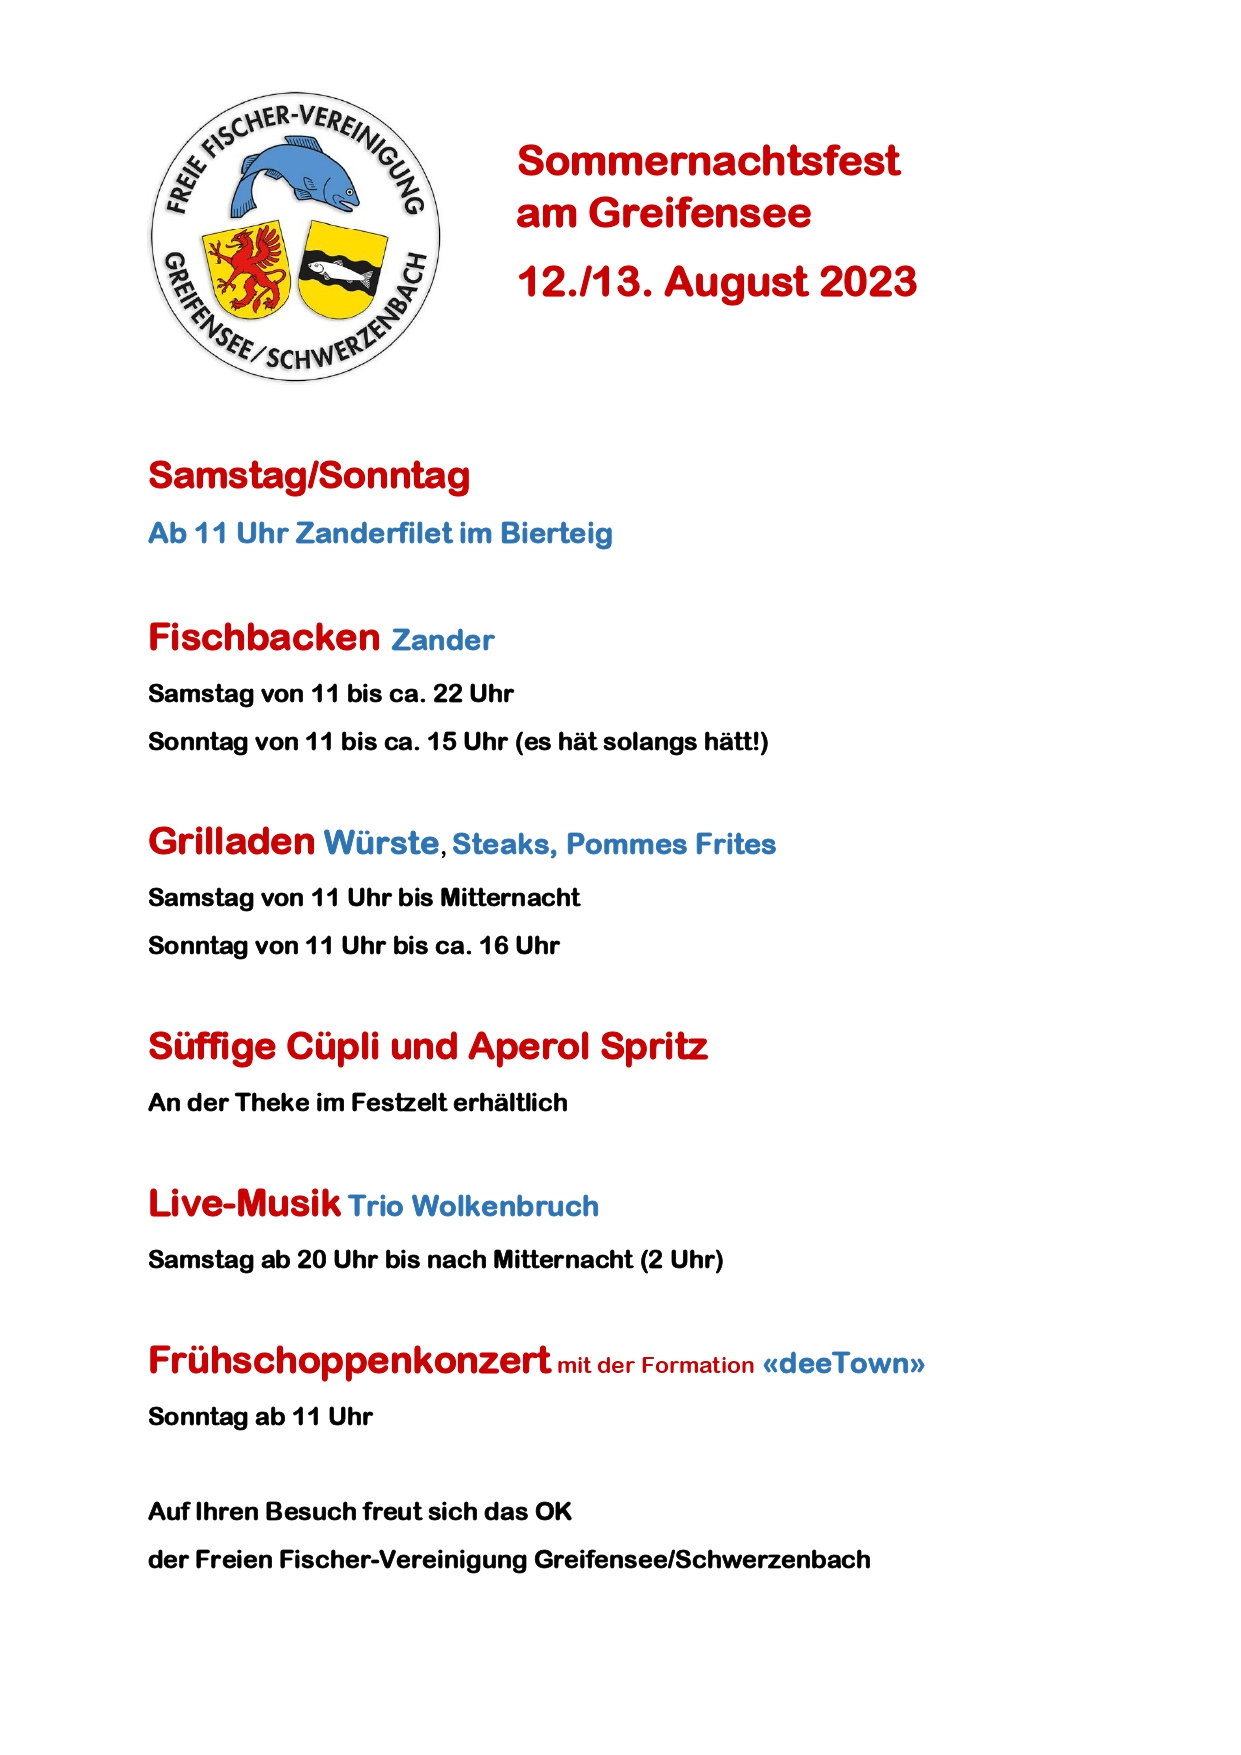 FREIE FISCHER-VEREINIGUNG
GREIFENSEE/SCHWERZENBACH
Sommernachtsfest
am Greifensee
12./13. August 2023
Samstag/Sonntag
Ab 11 Uhr Zanderfilet im Bierteig
Fischbacken Zander
Samstag von 11 bis ca. 22 Uhr
Sonntag von 11 bis ca. 15 Uhr (es hät solangs hätt!)
Grilladen Würste, Steaks, Pommes Frites
Samstag von 11 Uhr bis Mitternacht
Sonntag von 11 Uhr bis ca. 16 Uhr
Süffige Cüpli und Aperol Spritz
An der Theke im Festzelt erhältlich
Live-Musik Trio Wolkenbruch
Samstag ab 20 Uhr bis nach Mitternacht (2 Uhr)
Frühschoppenkonzert mit der Formation «deeTown»
Sonntag ab 11 Uhr
Auf Ihren Besuch freut sich das OK
der Freien Fischer-Vereinigung Greifensee/Schwerzenbach